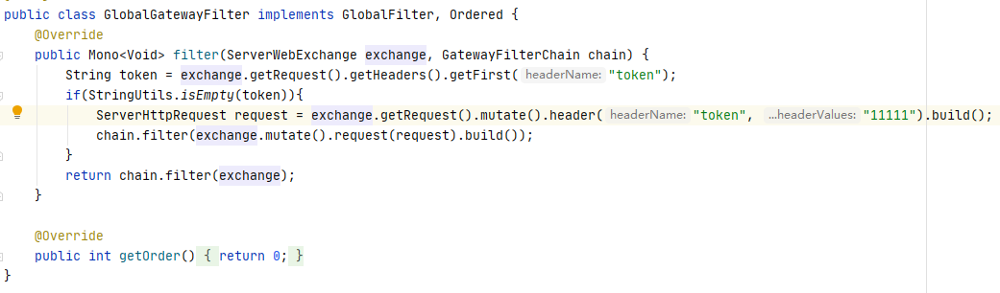 public class GlobalGatewayFilter implements GlobalFilter, Ordered {
@Override
public Mono<Void> filter(ServerWebExchange exchange, GatewayFilterChain chain) {
String token = exchange.getRequest().getHeaders().getFirst( headerName: "token");
if(StringUtils.isEmpty(token)){
ServerHttpRequest request = exchange.getRequest().mutate().header( headerName: "token", ...headerValues: "11111").build();
chain.filter(exchange.mutate().request(request).build());
}
return chain.filter(exchange);
}
@Override
public int getOrder() { return 0; }
}